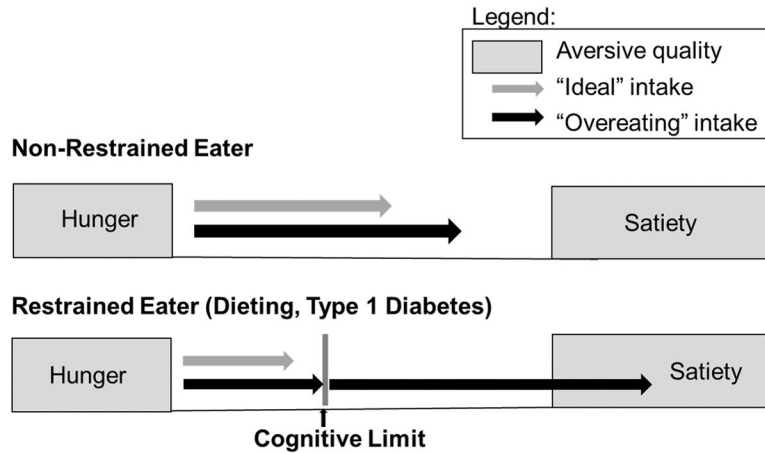 Legend:
Aversive quality
“Ideal” intake
“Overeating” intake
Non-Restrained Eater
Hunger
Satiety
Restrained Eater (Dieting, Type 1 Diabetes)
Hunger
Satiety
Cognitive Limit